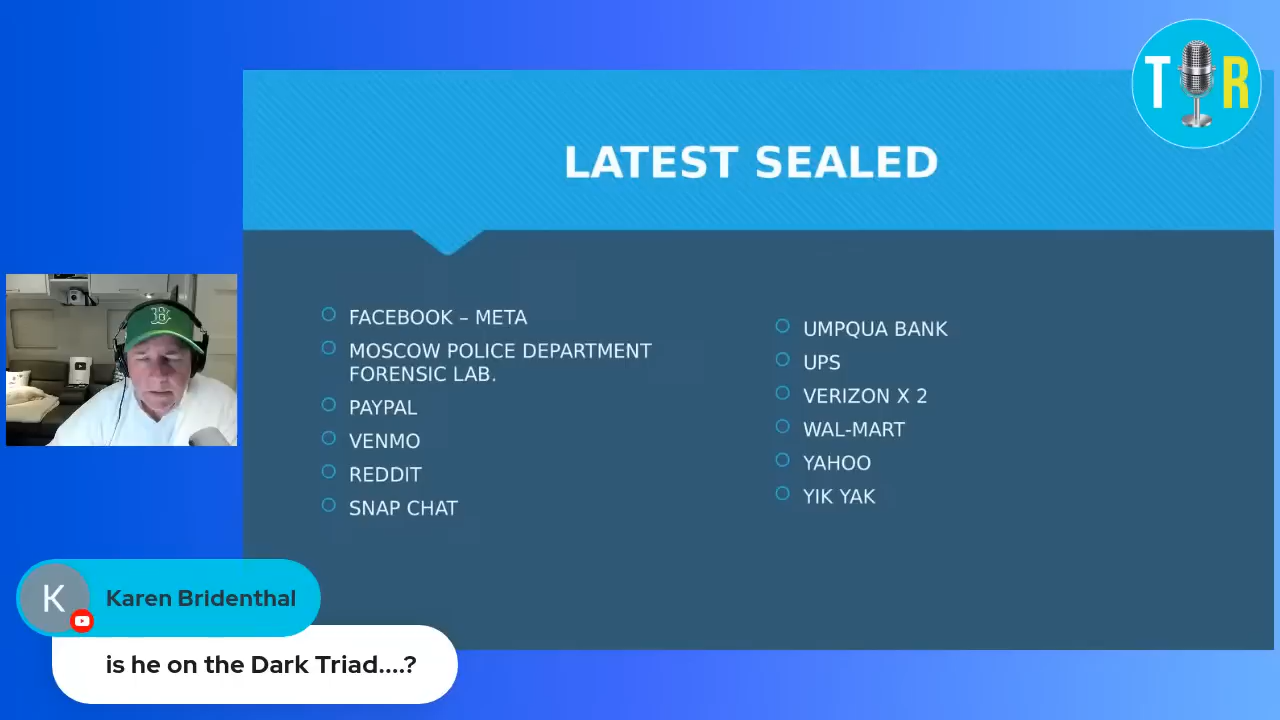 T R
LATEST SEALED
FACEBOOK – META
MOSCOW POLICE DEPARTMENT
FORENSIC LAB.
PAYPAL
VENMO
REDDIT
SNAP CHAT
UMPQUA BANK
UPS
VERIZON X 2
WAL-MART
YAHOO
YIK YAK
B
K
Karen Bridenthal
is he on the Dark Triad....?